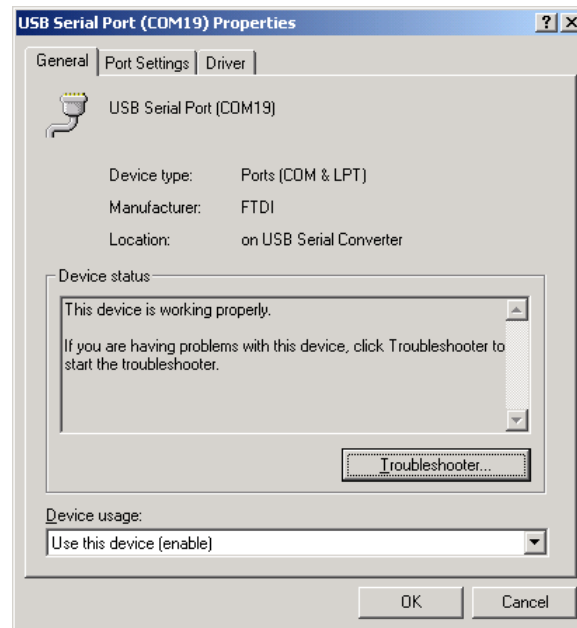 USB Serial Port (COM19) Properties
General Port Settings Driver
USB Serial Port (COM19)
Device type: Ports (COM & LPT)
Manufacturer: FTDI
Location: on USB Serial Converter
Device status
This device is working properly.
If you are having problems with this device, click Troubleshooter to
start the troubleshooter.
Troubleshooter...
Device usage:
Use this device (enable)
OK Cancel